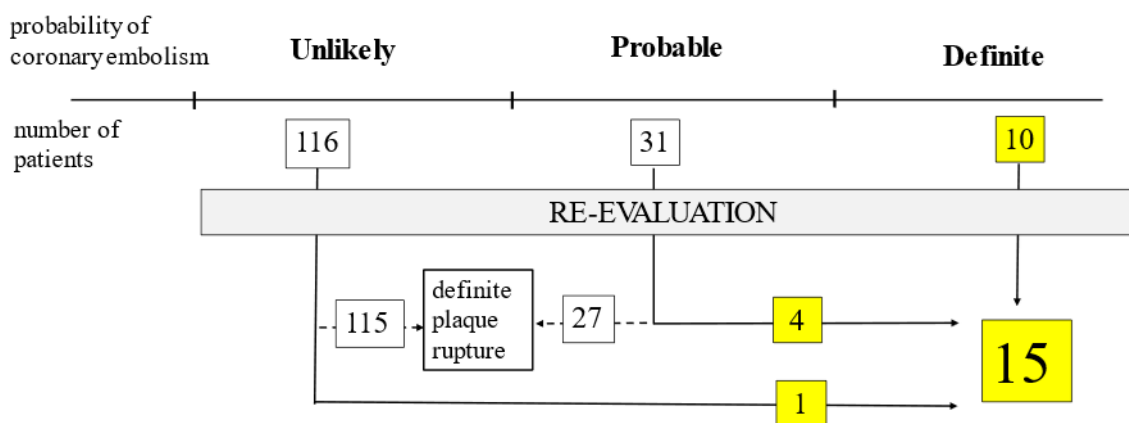 probability of
coronary embolism
Unlikely
Probable
Definite
number of
patients
116
31
10
RE-EVALUATION
115
definite
plaque
rupture
27
4
15
1